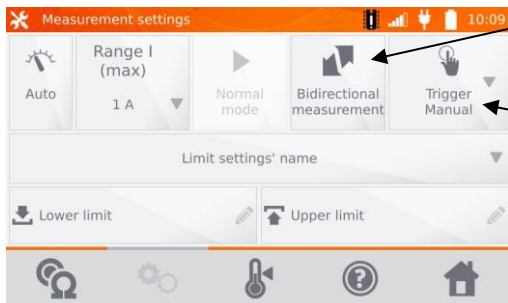 Measurement settings 10:09
Auto
Range I
(max)
1 A
Normal
mode
Bidirectional
measurement
Trigger
Manual
Limit settings' name
Lower limit
Upper limit
Ω
?